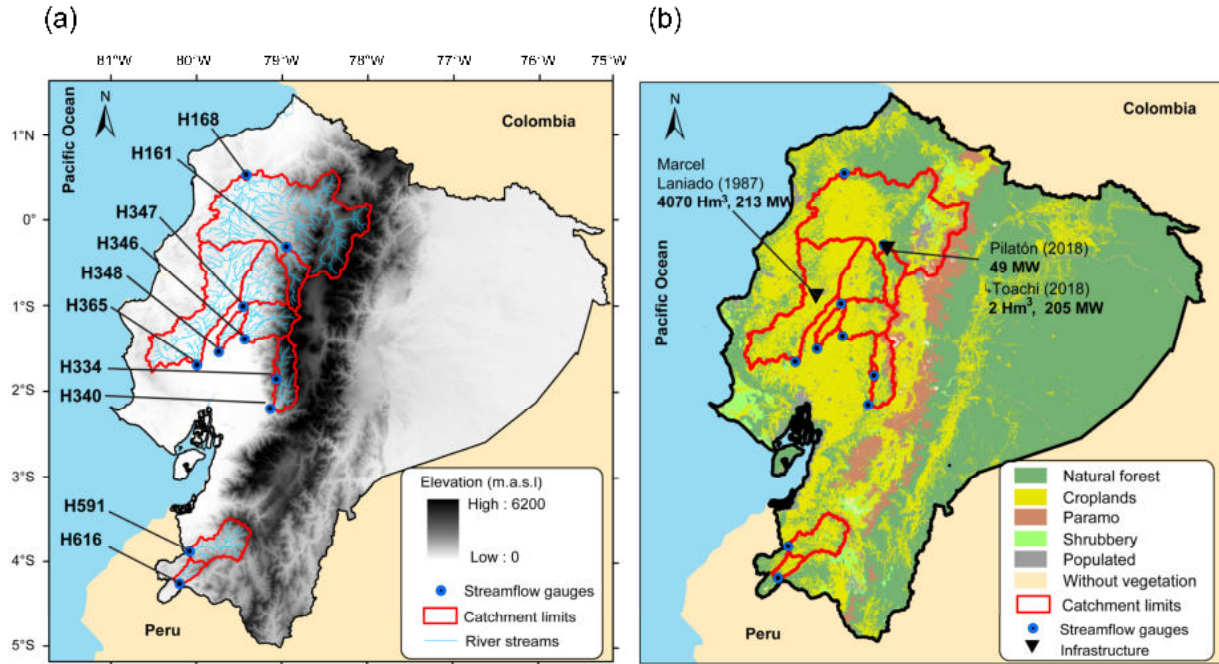 (a)
81°W 80°W 79°W 78°W 77°W 76°W 75°W
1°N
0°
1°S
2°S
3°S
4°S
5°S
N
Pacific Ocean
Colombia
Peru
H168
H161
H347
H346
H348
H365
H334
H340
H591
H616
Elevation (m.a.s.l)
High : 6200
Low : 0
Streamflow gauges
Catchment limits
River streams
(b)
N
Pacific Ocean
Colombia
Peru
Marcel
Laniado (1987)
4070 Hm³, 213 MW
Pilatón (2018)
49 MW
Toachi (2018)
2 Hm³, 205 MW
Natural forest
Croplands
Paramo
Shrubbery
Populated
Without vegetation
Catchment limits
Streamflow gauges
Infrastructure